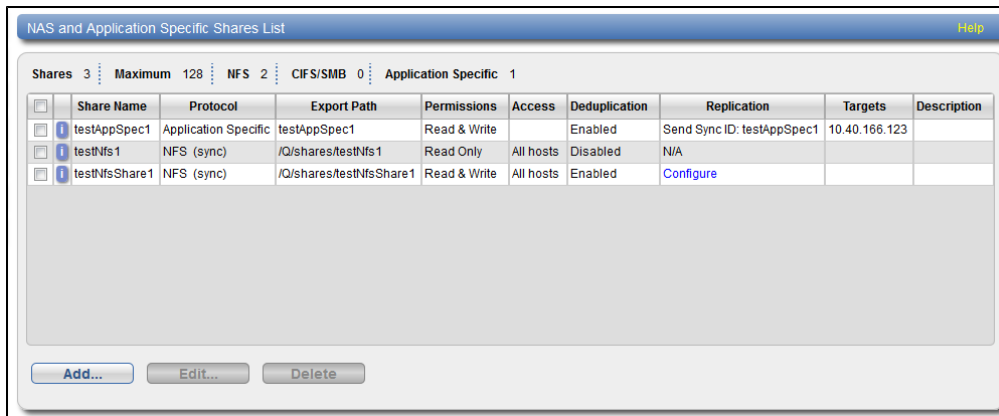 NAS and Application Specific Shares List Help
Shares 3 Maximum 128 NFS 2 CIFS/SMB 0 Application Specific 1
Share Name Protocol Export Path Permissions Access Deduplication Replication Targets Description
i testAppSpec1 Application Specific testAppSpec1 Read & Write Enabled Send Sync ID: testAppSpec1 10.40.166.123
i testNfs1 NFS (sync) /Q/shares/testNfs1 Read Only All hosts Disabled N/A
i testNfsShare1 NFS (sync) /Q/shares/testNfsShare1 Read & Write All hosts Enabled Configure
Add... Edit... Delete